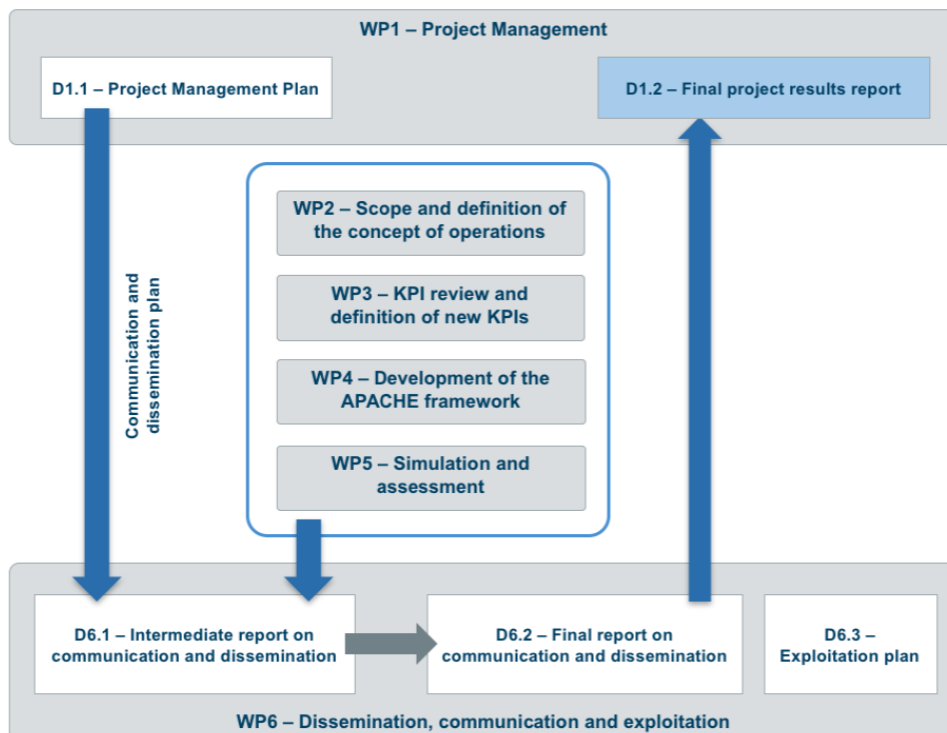 WP1 – Project Management
D1.1 – Project Management Plan
D1.2 – Final project results report
WP2 – Scope and definition of
the concept of operations
WP3 – KPI review and
definition of new KPIs
WP4 – Development of the
APACHE framework
WP5 – Simulation and
assessment
Communication and
dissemination plan
D6.1 – Intermediate report on
communication and dissemination
D6.2 – Final report on
communication and dissemination
D6.3 –
Exploitation plan
WP6 – Dissemination, communication and exploitation